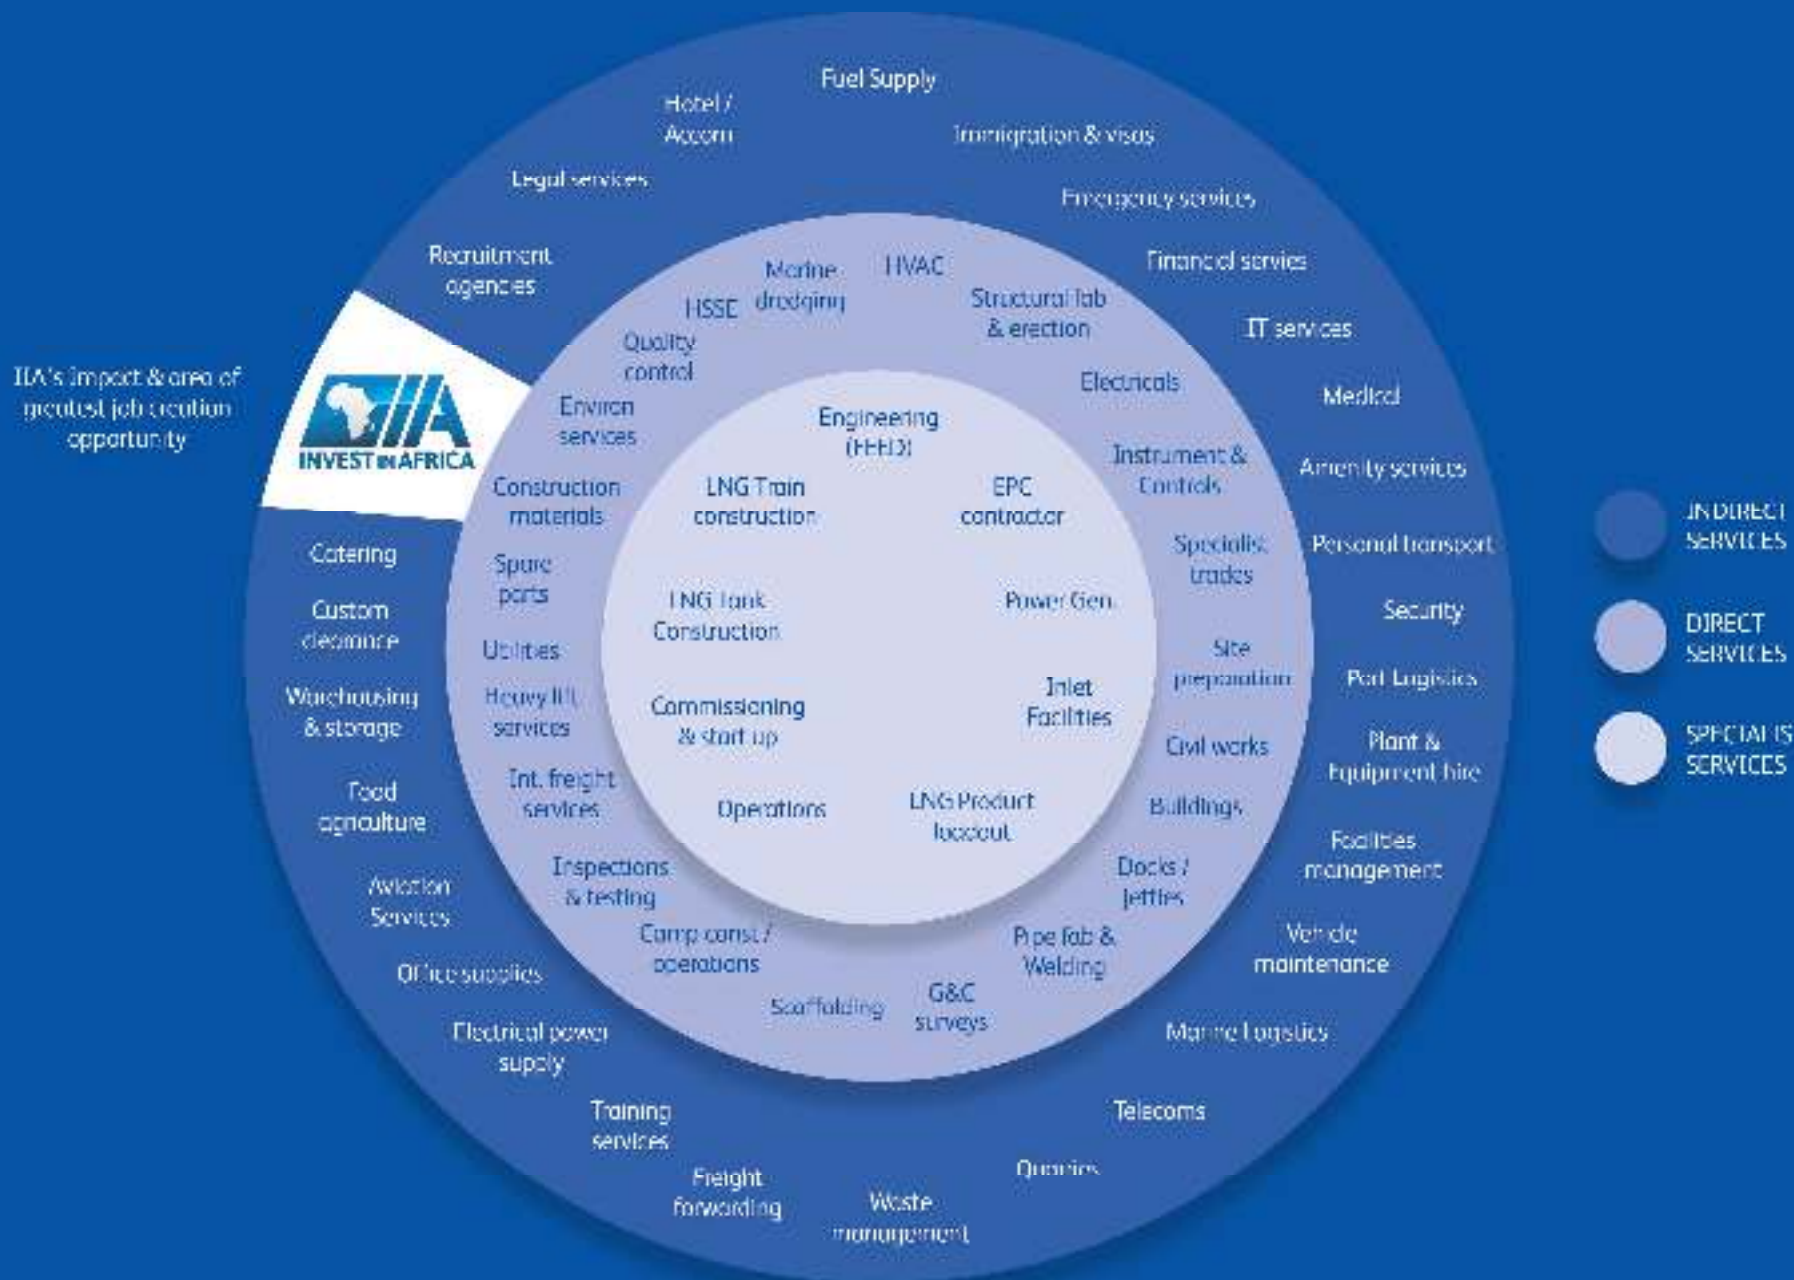 Fuel Supply
Hotel /
Accom
Immigration & visas
Legal services
Emergency services
Recruitment
agencies
Financial servies
IT services
Medical
Amenity services
Personal transport
Security
Port Logistics
Plant &
Equipment hire
Facilities
management
Vehicle
maintenance
Marine Logistics
Telecoms
Quarries
Waste
management
Freight
forwarding
Training
services
Electrical power
supply
Office supplies
Aviation
Services
Food
agriculture
Warehousing
& storage
Custom
clearance
Catering
IIA's Impact & area of
greatest job creation
opportunity
IIA
INVEST IN AFRICA
HVAC
Marine
dredging
HSSE
Structural fab
& erection
Quality
control
Electricals
Environ
services
Instrument &
Controls
Construction
materials
Specialist
trades
Spare
parts
Utilities
Site
preparation
Heavy lift
services
Civil works
Int. freight
services
Buildings
Inspections
& testing
Docks /
jetties
Camp const /
operations
Pipe fab &
Welding
Scaffolding
G&C
surveys
Engineering
(FEED)
LNG Train
construction
EPC
contractor
LNG Tank
Construction
Power Gen.
Commissioning
& start up
Inlet
Facilities
Operations
LNG Product
loadout
INDIRECT
SERVICES
DIRECT
SERVICES
SPECIALIS
SERVICES